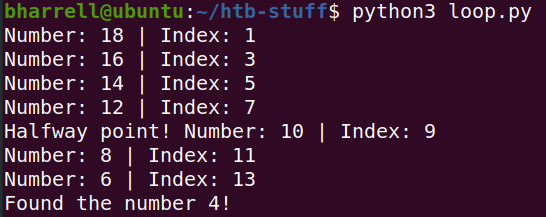 bharrell@ubuntu:~/htb-stuff$ python3 loop.py
Number: 18 | Index: 1
Number: 16 | Index: 3
Number: 14 | Index: 5
Number: 12 | Index: 7
Halfway point! Number: 10 | Index: 9
Number: 8 | Index: 11
Number: 6 | Index: 13
Found the number 4!